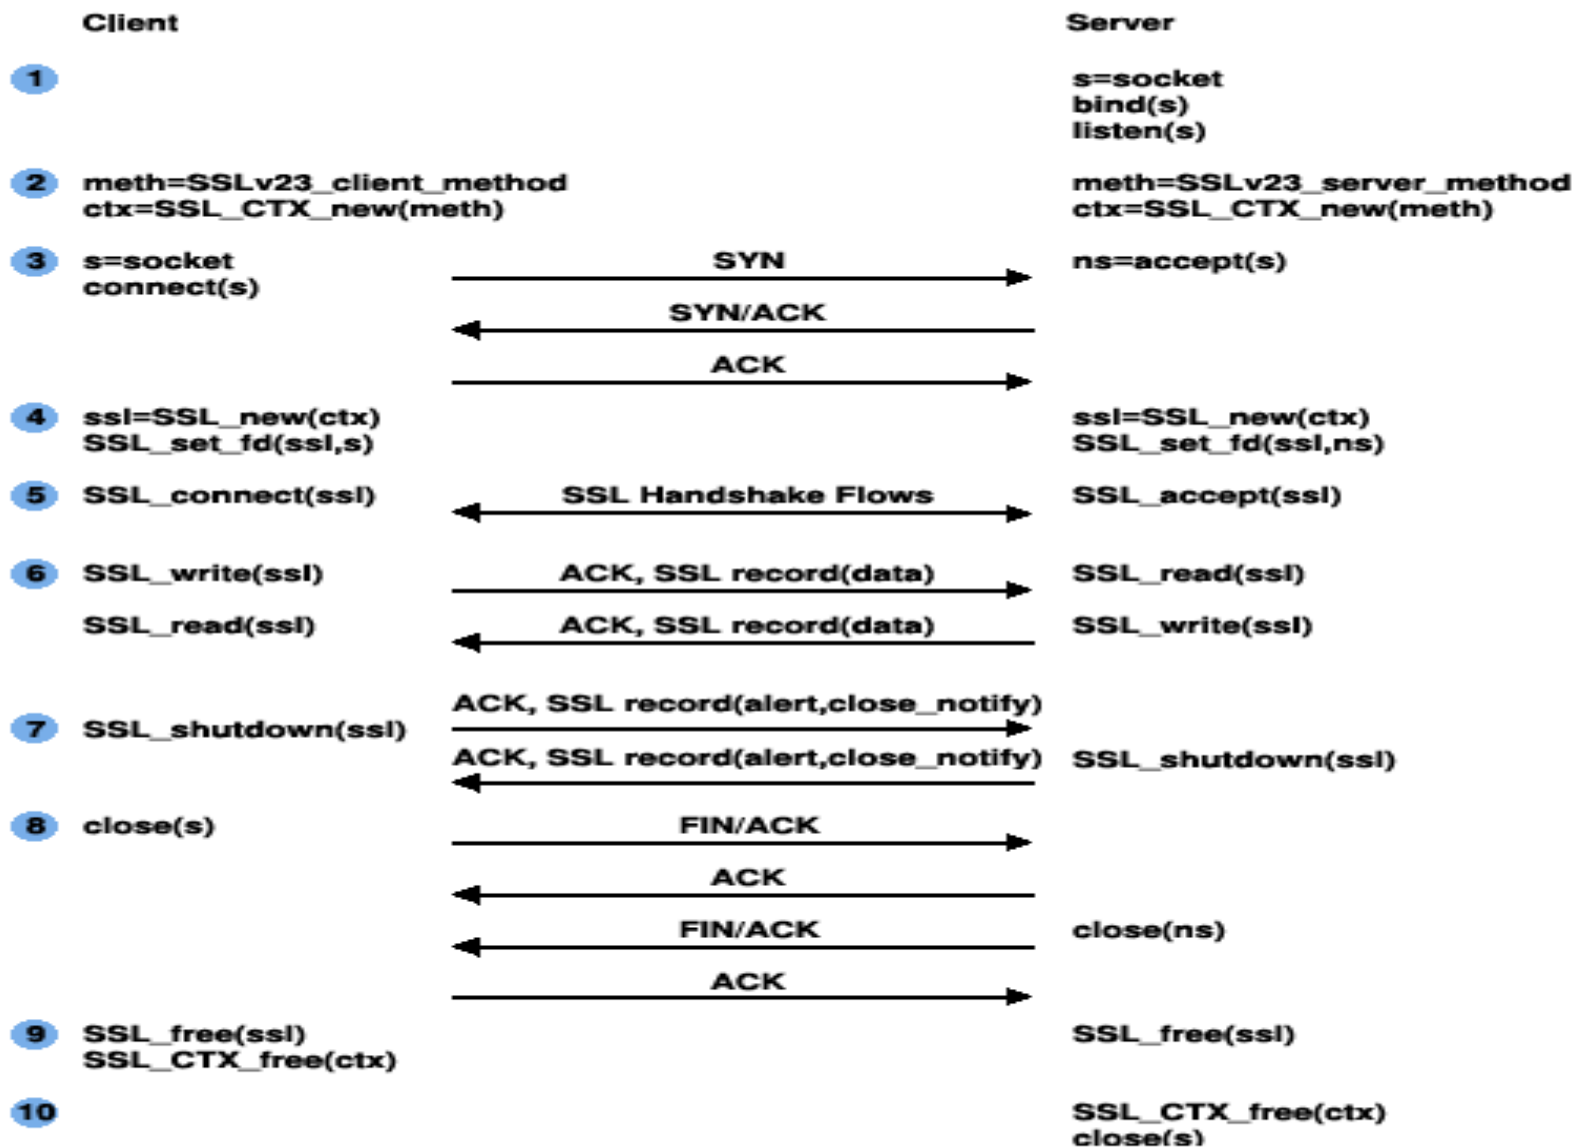 Client Server
1 s=socket
bind(s)
listen(s)
2 meth=SSLv23_client_method meth=SSLv23_server_method
ctx=SSL_CTX_new(meth) ctx=SSL_CTX_new(meth)
3 s=socket SYN ns=accept(s)
connect(s)
SYN/ACK
ACK
4 ssl=SSL_new(ctx) ssl=SSL_new(ctx)
SSL_set_fd(ssl,s) SSL_set_fd(ssl,ns)
5 SSL_connect(ssl) SSL Handshake Flows SSL_accept(ssl)
6 SSL_write(ssl) ACK, SSL record(data) SSL_read(ssl)
SSL_read(ssl) ACK, SSL record(data) SSL_write(ssl)
ACK, SSL record(alert,close_notify)
7 SSL_shutdown(ssl)
ACK, SSL record(alert,close_notify) SSL_shutdown(ssl)
8 close(s) FIN/ACK
ACK
FIN/ACK close(ns)
ACK
9 SSL_free(ssl) SSL_free(ssl)
SSL_CTX_free(ctx)
10 SSL_CTX_free(ctx)
close(s)